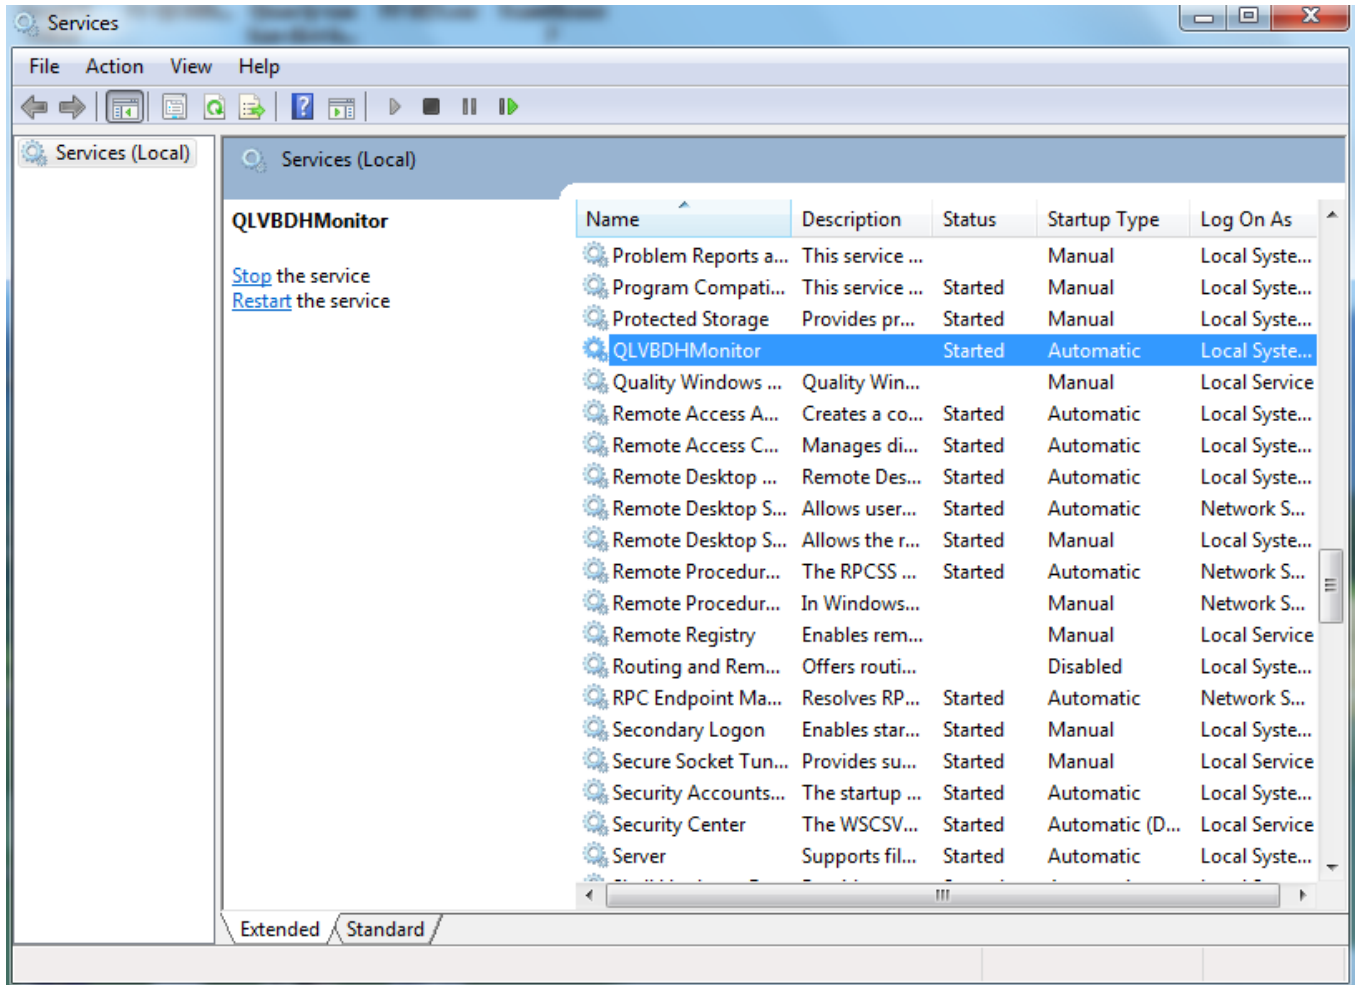 Services
File Action View Help
Services (Local)
Services (Local)
QLVBDHMonitor
Stop the service
Restart the service
Name Description Status Startup Type Log On As
Problem Reports a... This service ... Manual Local Syste...
Program Compati... This service ... Started Manual Local Syste...
Protected Storage Provides pr... Started Manual Local Syste...
QLVBDHMonitor Started Automatic Local Syste...
Quality Windows ... Quality Win... Manual Local Service
Remote Access A... Creates a co... Started Automatic Local Syste...
Remote Access C... Manages di... Started Automatic Local Syste...
Remote Desktop ... Remote Des... Started Automatic Local Syste...
Remote Desktop S... Allows user... Started Automatic Network S...
Remote Desktop S... Allows the r... Started Manual Local Syste...
Remote Procedur... The RPCSS ... Started Automatic Network S...
Remote Procedur... In Windows... Manual Network S...
Remote Registry Enables rem... Manual Local Service
Routing and Rem... Offers routi... Disabled Local Syste...
RPC Endpoint Ma... Resolves RP... Started Automatic Network S...
Secondary Logon Enables star... Started Manual Local Syste...
Secure Socket Tun... Provides su... Started Manual Local Service
Security Accounts... The startup ... Started Automatic Local Syste...
Security Center The WSCSV... Started Automatic (D... Local Service
Server Supports fil... Started Automatic Local Syste...
Extended Standard